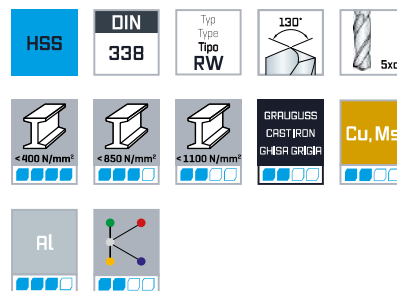 HSS
DIN
338
Typ
Type
Tipo
RW
130°
5xd
<400 N/mm²
<850 N/mm²
<1100 N/mm²
GRAUGUSS
CAST IRON
GHISA GRIGIA
Cu, Ms
Al